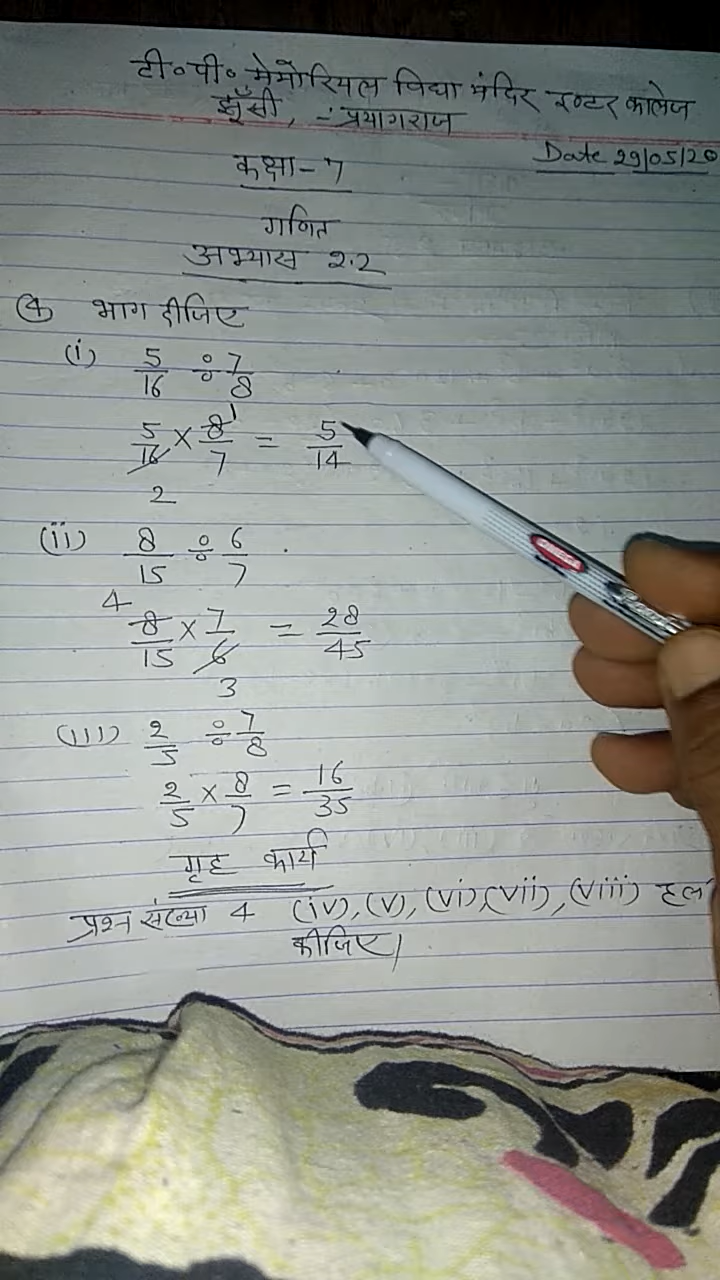 टी०पी० मेमोरियल विद्या मंदिर इण्टर कालेज
झूँसी, - प्रयागराज
Date 29/05/20
कक्षा - 7
गणित
अभ्यास 2.2
④ भाग दीजिए
(i) 5/16 ÷ 7/8
5/16 × 8/7 = 5/14
1
2
(ii) 8/15 ÷ 6/7
4
8/15 × 7/6 = 28/45
3
(iii) 2/5 ÷ 7/8
2/5 × 8/7 = 16/35
गृह कार्य
प्रश्न संख्या 4 (iv), (v), (vi), (vii), (viii) हल
कीजिए।